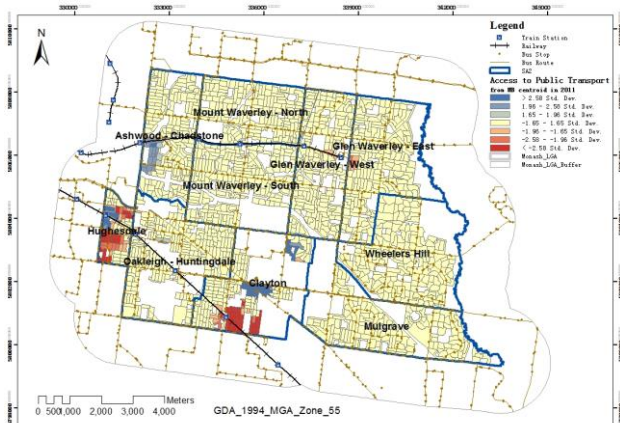 Legend
Train Station
Railway
Bus Stop
Bus Route
SA2
Access to Public Transport
from MB centroid in 2011
> 2.58 Std. Dev.
1.96 - 2.58 Std. Dev.
1.65 - 1.96 Std. Dev.
-1.65 - 1.65 Std. Dev.
-1.96 - -1.65 Std. Dev.
-2.58 - -1.96 Std. Dev.
< -2.58 Std. Dev.
Monash_LGA
Monash_LGA_Buffer
N
Mount Waverley - North
Ashwood - Chadstone
Glen Waverley - East
Glen Waverley - West
Mount Waverley - South
Hughesdale
Oakleigh - Huntingdale
Wheelers Hill
Clayton
Mulgrave
Meters
0 500 1,000 2,000 3,000 4,000
GDA_1994_MGA_Zone_55